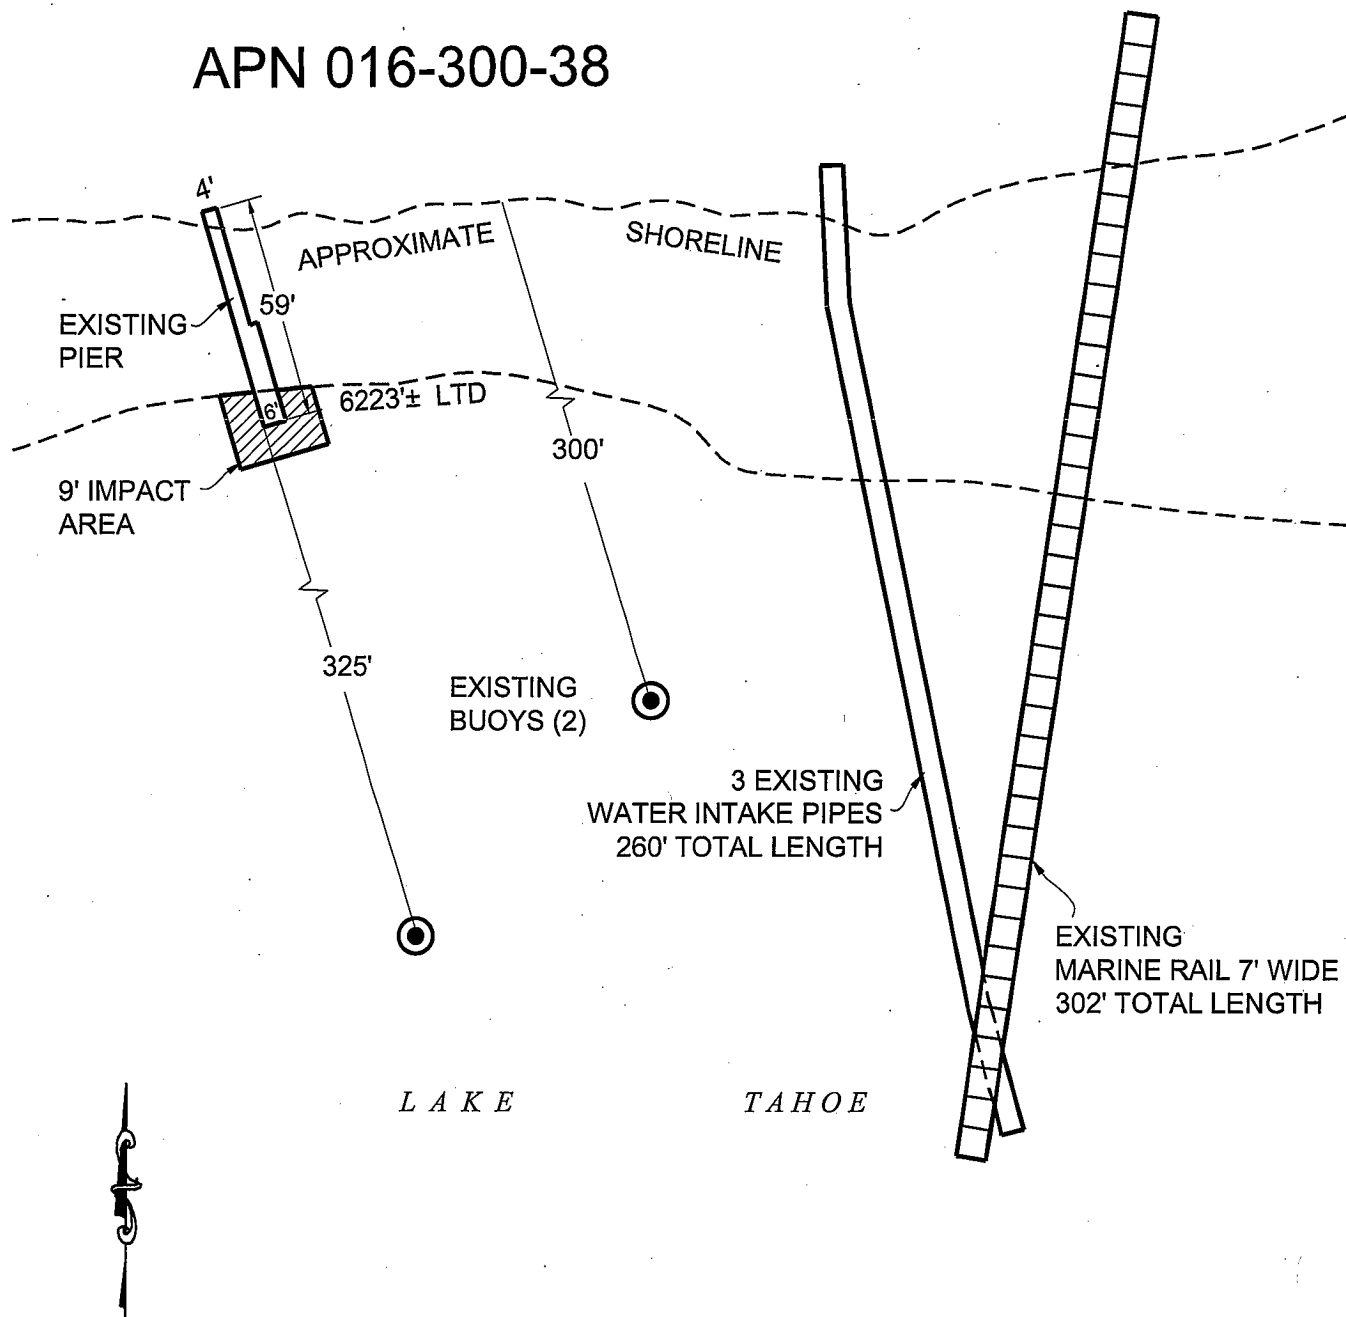 APN 016-300-38
4'
APPROXIMATE
SHORELINE
59'
EXISTING
PIER
6223'± LTD
6'
300'
9' IMPACT
AREA
325'
EXISTING
BUOYS (2)
3 EXISTING
WATER INTAKE PIPES
260' TOTAL LENGTH
EXISTING
MARINE RAIL 7' WIDE
302' TOTAL LENGTH
LAKE
TAHOE